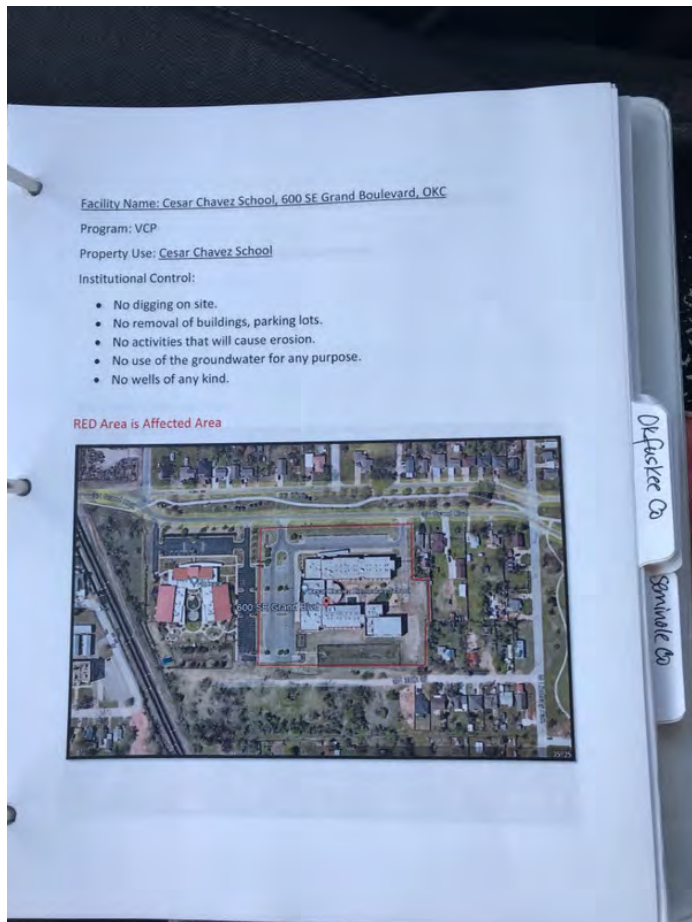 Facility Name: Cesar Chavez School, 600 SE Grand Boulevard, OKC
Program: VCP
Property Use: Cesar Chavez School
Institutional Control:
• No digging on site.
• No removal of buildings, parking lots.
• No activities that will cause erosion.
• No use of the groundwater for any purpose.
• No wells of any kind.
RED Area is Affected Area
600 SE Grand Blvd
Okfuskee Co
Seminole Co